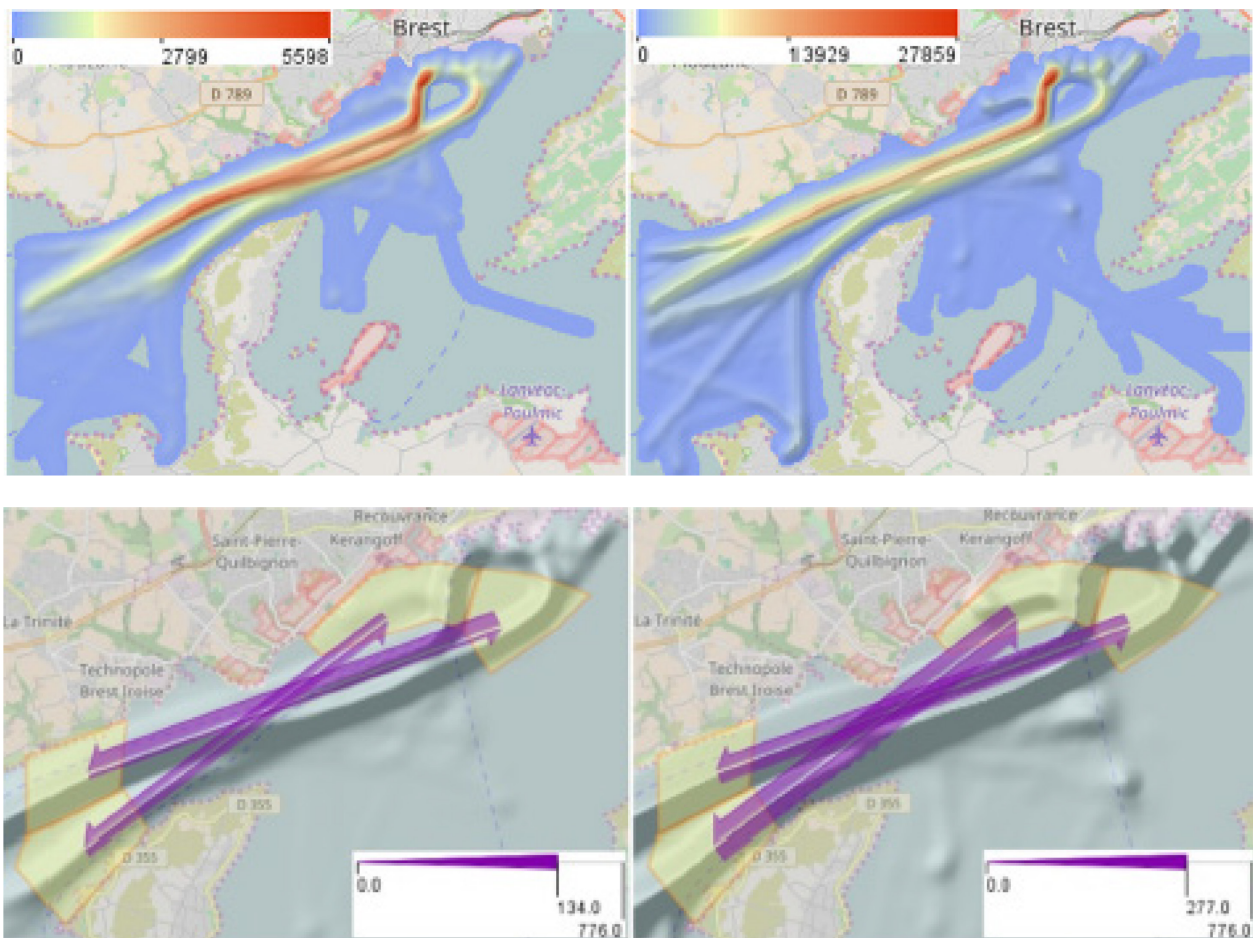 Brest
0 2799 5598
D 789
Lanvéoc-
Poulmic
Brest
0 13929 27859
D 789
Lanvéoc-
Poulmic
Recouvrance
Saint-Pierre-
Kerangoff
Quilbignon
La Trinité
Technopole
Brest Iroise
D 355
D 355
0.0
134.0
776.0
Recouvrance
Saint-Pierre-
Kerangoff
Quilbignon
La Trinité
Technopole
Brest Iroise
D 355
D 355
0.0
277.0
776.0